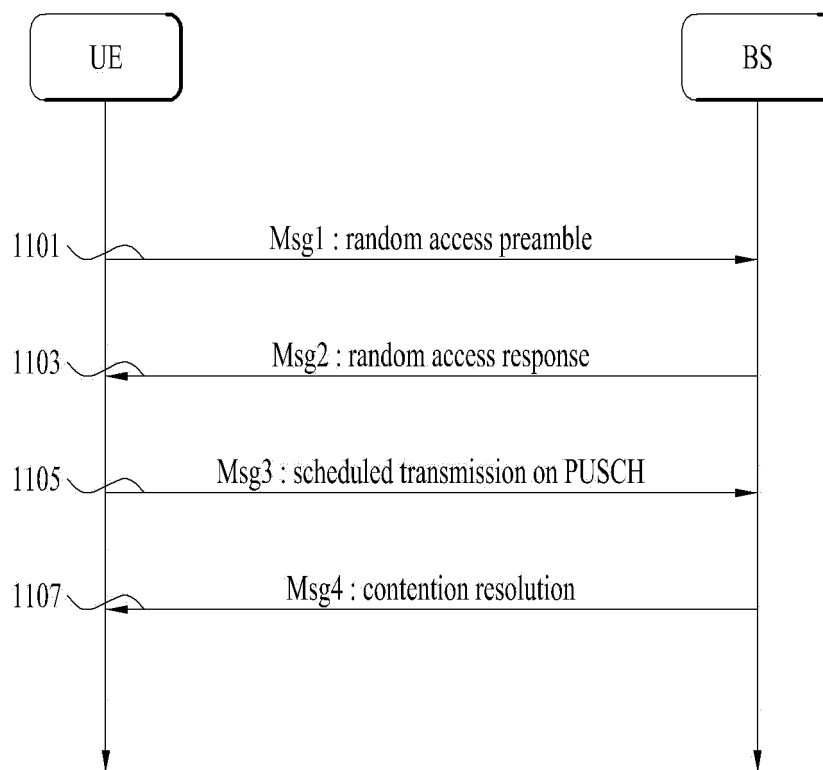 UE
BS
1101
Msg1 : random access preamble
1103
Msg2 : random access response
1105
Msg3 : scheduled transmission on PUSCH
1107
Msg4 : contention resolution